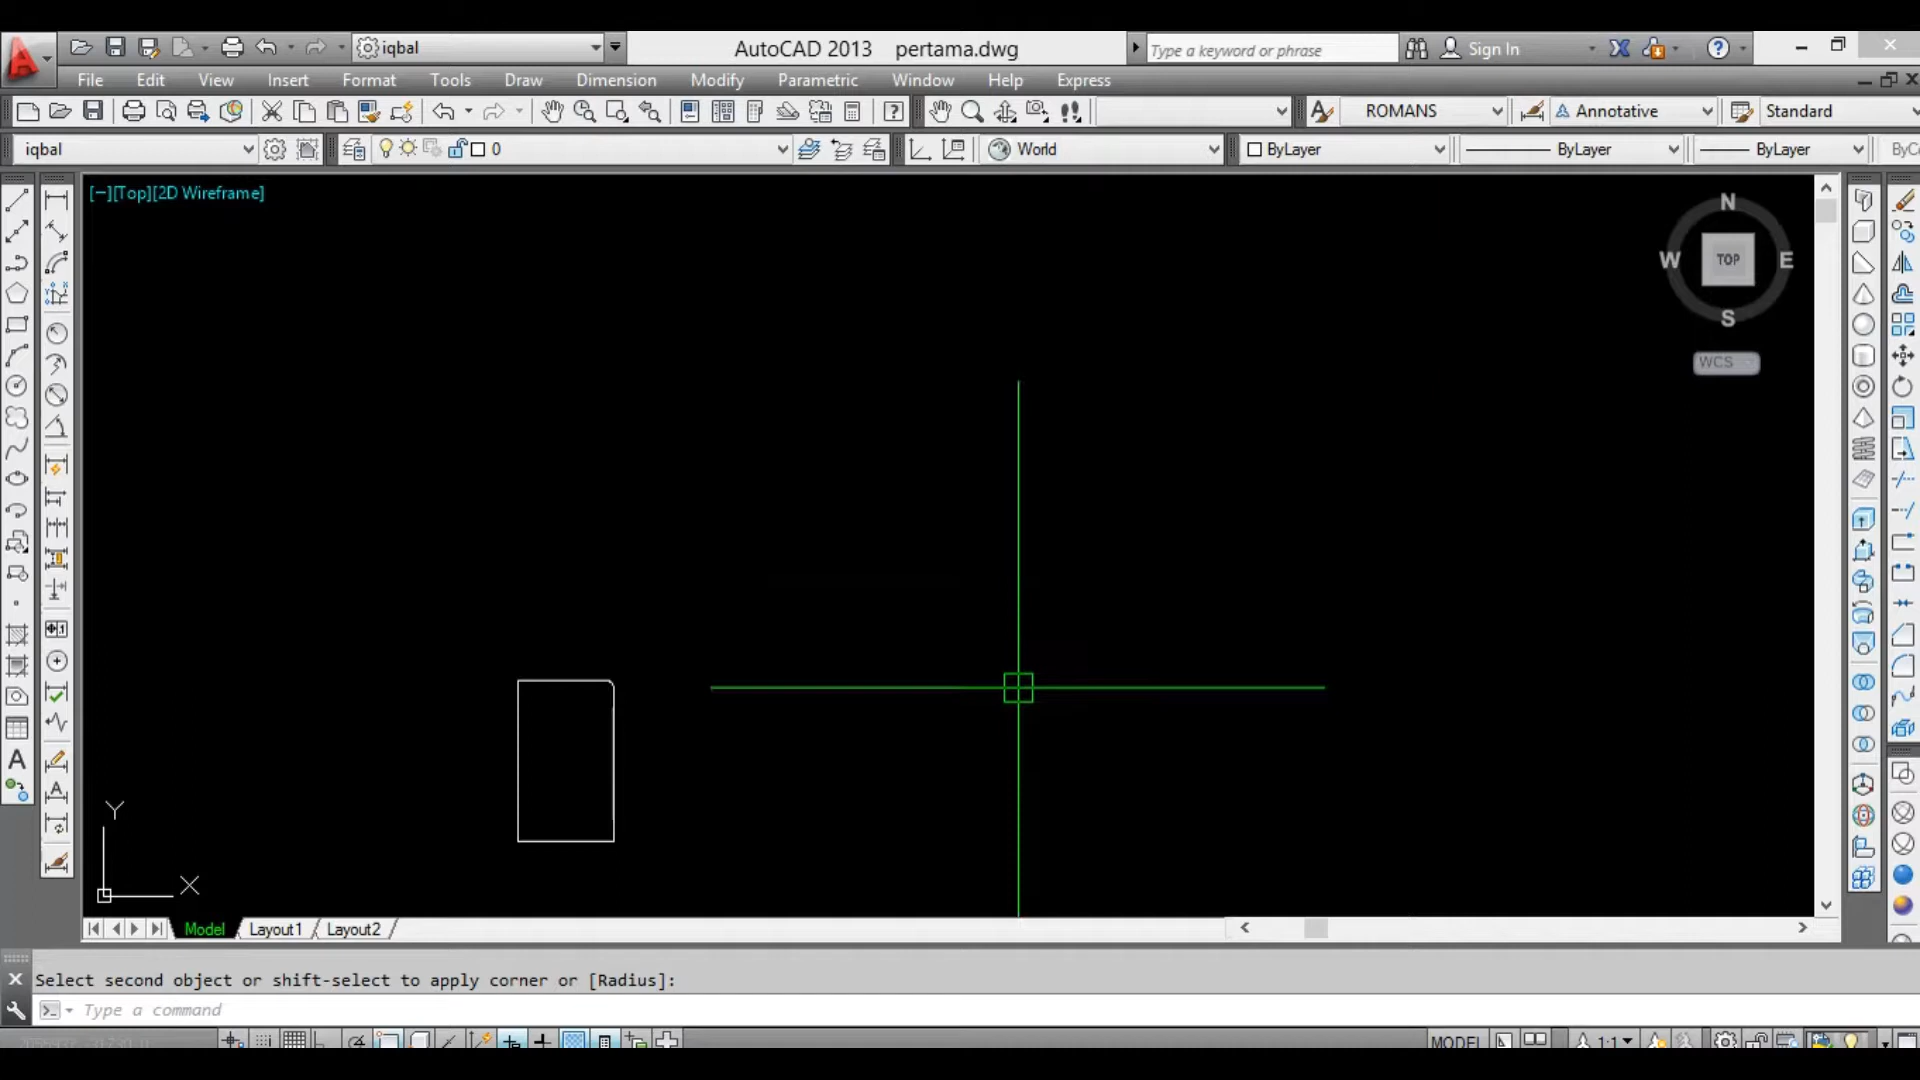 iqbal AutoCAD 2013 pertama.dwg Type a keyword or phrase Sign In
File Edit View Insert Format Tools Draw Dimension Modify Parametric Window Help Express
ROMANS Annotative Standard
iqbal 0 World ByLayer ByLayer ByLayer
[−][Top][2D Wireframe]
N
W TOP E
S
WCS
Y
X
Model Layout1 Layout2
Select second object or shift-select to apply corner or [Radius]:
Type a command
MODEL 1:1